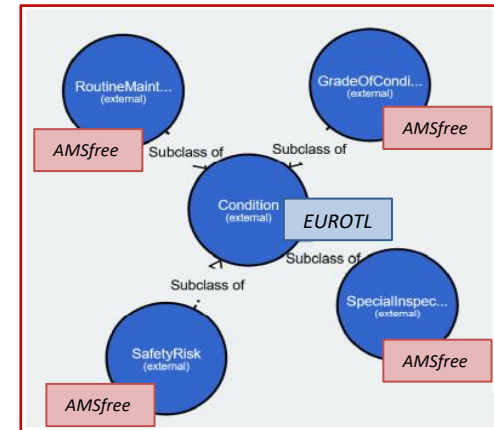 RoutineMaint...
(external)
AMSfree
GradeOfCondi...
(external)
AMSfree
Subclass of
Subclass of
Condition
(external)
EUROTL
Subclass of
Subclass of
SpecialInspec...
(external)
AMSfree
SafetyRisk
(external)
AMSfree